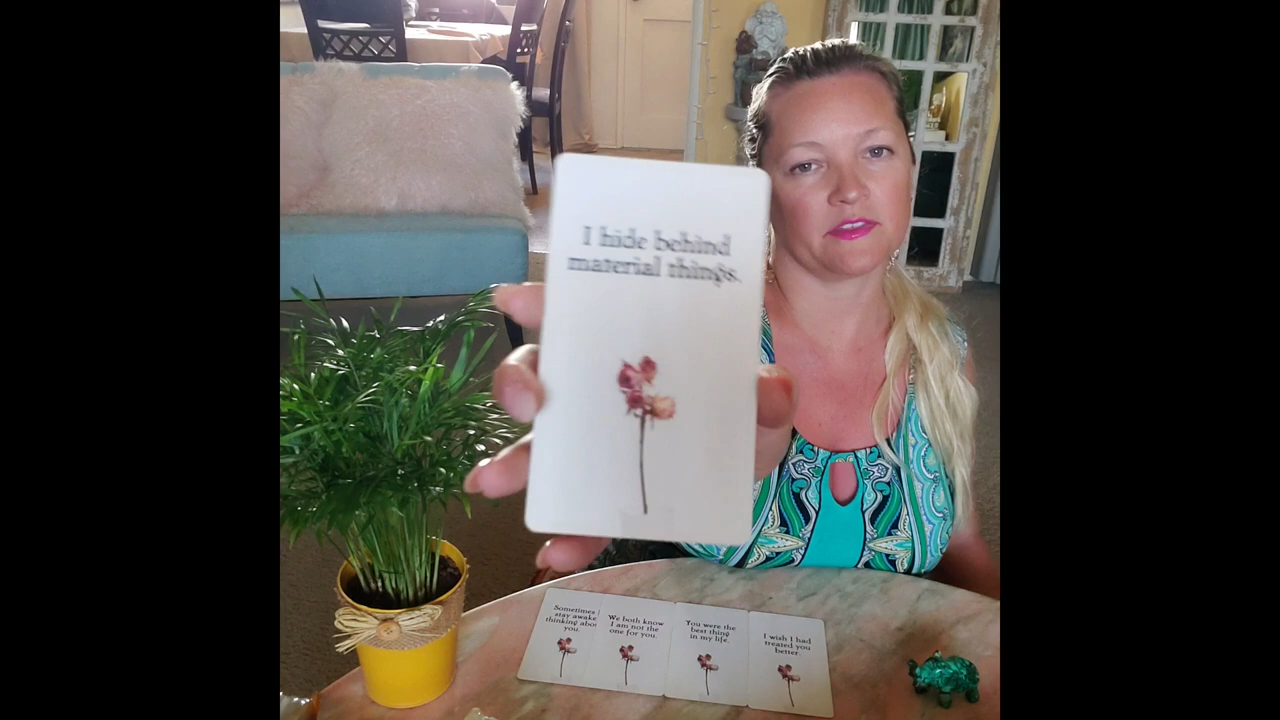 I hide behind
material things.
Sometimes
stay awake
thinking abou
you.
We both know
I am not the
one for you.
You were the
best thing
in my life.
I wish I had
treated you
better.